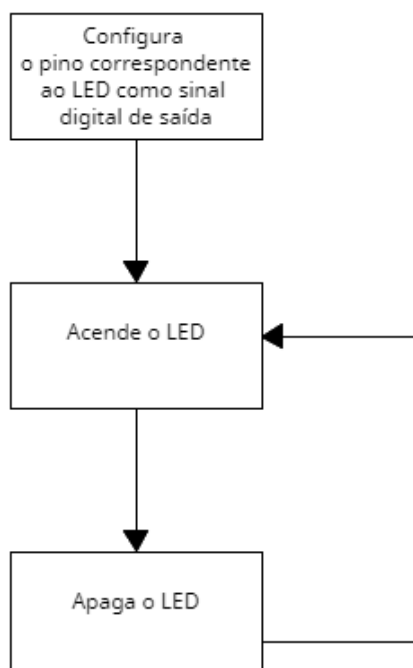 Configura
o pino correspondente
ao LED como sinal
digital de saída
Acende o LED
Apaga o LED